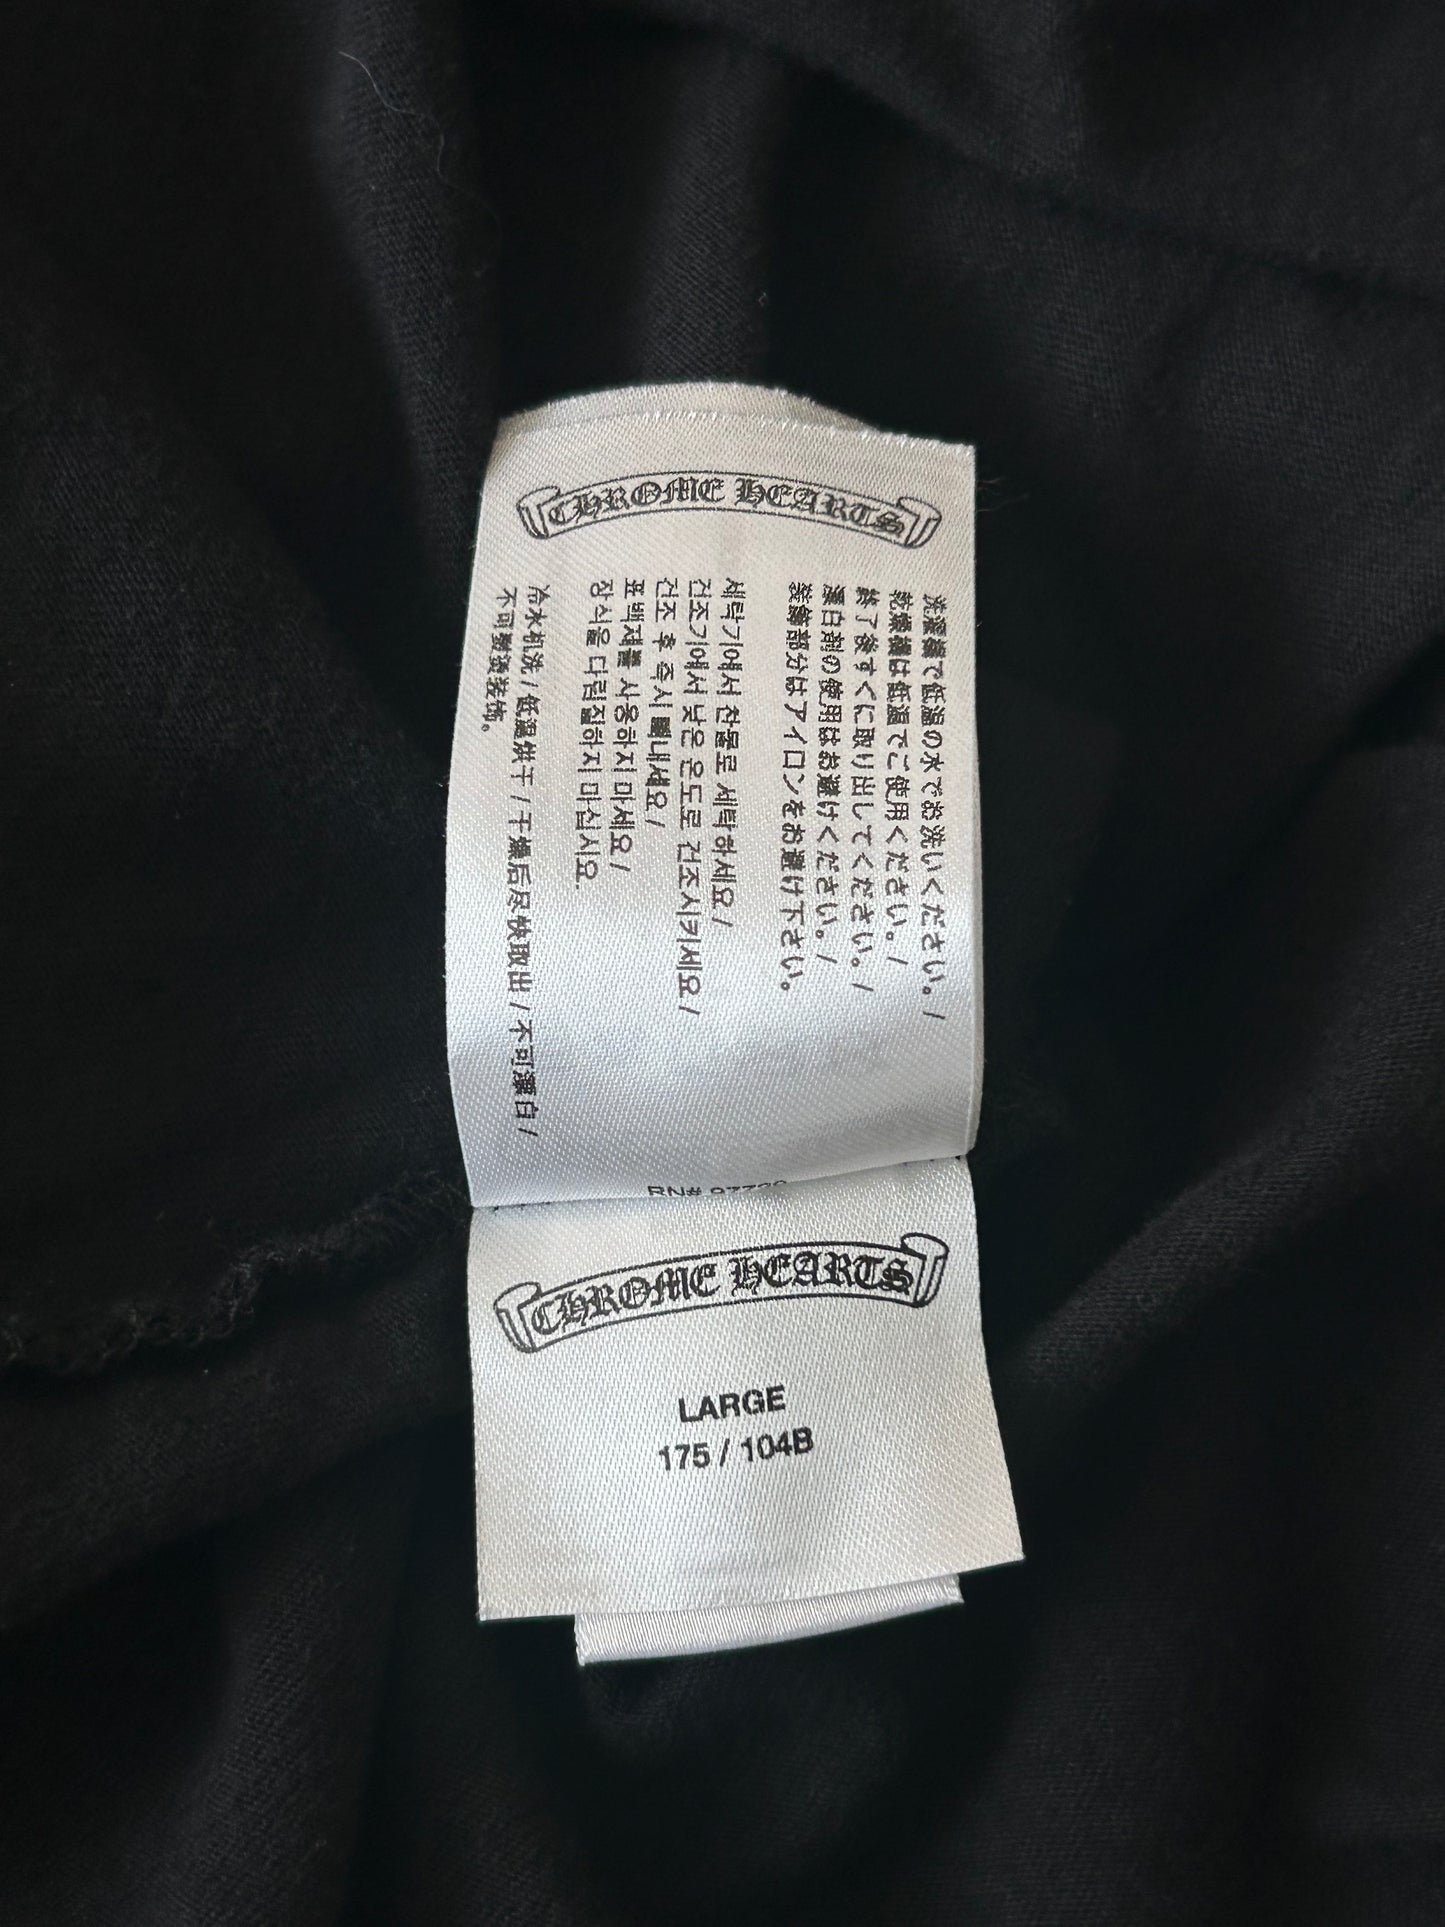 CHROME HEARTS
洗濯機で低温の水でお洗いください。/
乾燥機は低温でご使用ください。/
終了後すぐに取り出してください。/
漂白剤の使用はお避けください。/
装飾部分はアイロンをお避け下さい。
세탁기에서 찬물로 세탁하세요/
건조기에서 낮은 온도로 건조시키세요/
건조 후 즉시 빼내세요/
표백제를 사용하지 마세요/
장식을 다림질하지 마십시요.
冷水机洗/低温烘干/干燥后尽快取出/不可漂白/
不可熨烫装饰。
RN#
CHROME HEARTS
LARGE
175 / 104B